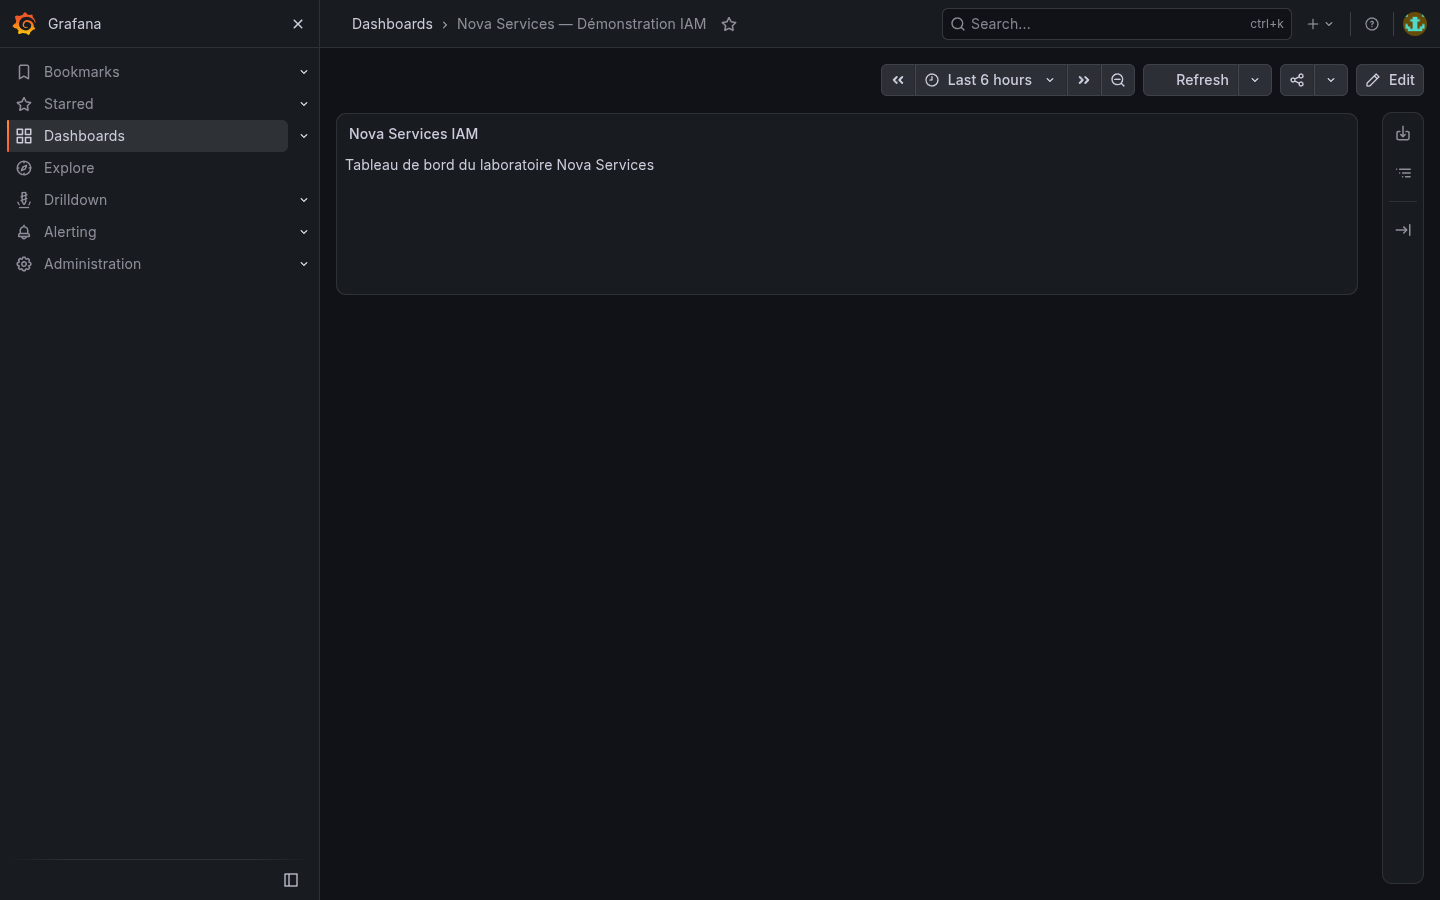 Grafana
Dashboards › Nova Services — Démonstration IAM
Search...
ctrl+k
Bookmarks
Starred
Dashboards
Explore
Drilldown
Alerting
Administration
Last 6 hours
Refresh
Edit
Nova Services IAM
Tableau de bord du laboratoire Nova Services